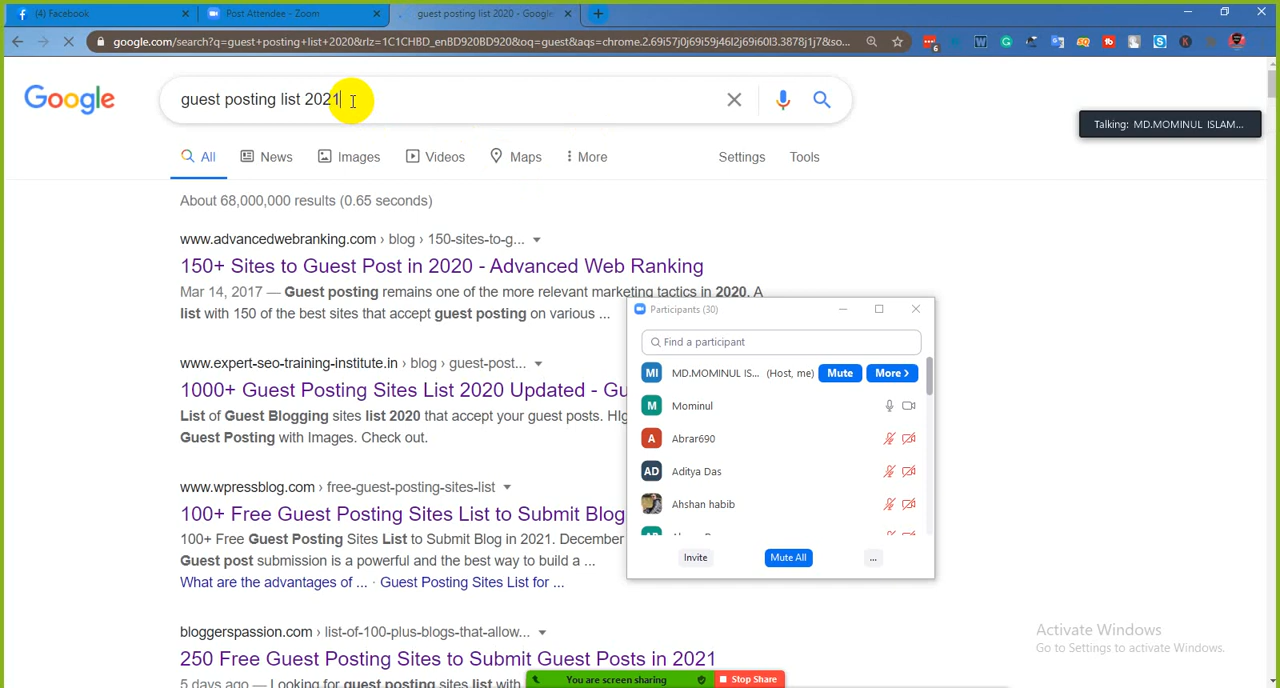 (4) Facebook
Post Attendee - Zoom
guest posting list 2020 - Google
google.com/search?q=guest+posting+list+2020&rlz=1C1CHBD_enBD920BD920&oq=guest&aqs=chrome.2.69i57j0j69i59j46l2j69i60l3.3878j1j7&so...
Google
guest posting list 2021
Talking: MD.MOMINUL ISLAM...
All
News
Images
Videos
Maps
More
Settings
Tools
About 68,000,000 results (0.65 seconds)
www.advancedwebranking.com › blog › 150-sites-to-g...
150+ Sites to Guest Post in 2020 - Advanced Web Ranking
Mar 14, 2017 — Guest posting remains one of the more relevant marketing tactics in 2020. A
list with 150 of the best sites that accept guest posting on various ...
www.expert-seo-training-institute.in › blog › guest-post...
1000+ Guest Posting Sites List 2020 Updated - Gu
List of Guest Blogging sites list 2020 that accept your guest posts. HIg
Guest Posting with Images. Check out.
www.wpressblog.com › free-guest-posting-sites-list
100+ Free Guest Posting Sites List to Submit Blog
100+ Free Guest Posting Sites List to Submit Blog in 2021. December
Guest post submission is a powerful and the best way to build a ...
What are the advantages of ... · Guest Posting Sites List for ...
bloggerspassion.com › list-of-100-plus-blogs-that-allow...
250 Free Guest Posting Sites to Submit Guest Posts in 2021
5 days ago — Looking for guest posting sites list with
Participants (30)
Find a participant
MI MD.MOMINUL IS... (Host, me) Mute More >
M Mominul
A Abrar690
AD Aditya Das
Ahshan habib
Invite
Mute All
...
Activate Windows
Go to Settings to activate Windows.
You are screen sharing
Stop Share